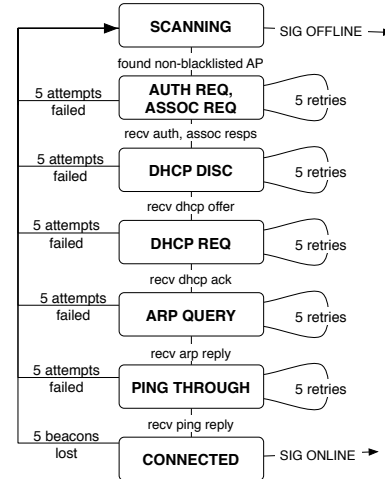 SCANNING
SIG OFFLINE
found non-blacklisted AP
5 attempts
failed
AUTH REQ,
ASSOC REQ
5 retries
recv auth, assoc resps
5 attempts
failed
DHCP DISC
5 retries
recv dhcp offer
5 attempts
failed
DHCP REQ
5 retries
recv dhcp ack
5 attempts
failed
ARP QUERY
5 retries
recv arp reply
5 attempts
failed
PING THROUGH
5 retries
recv ping reply
5 beacons
lost
CONNECTED
SIG ONLINE